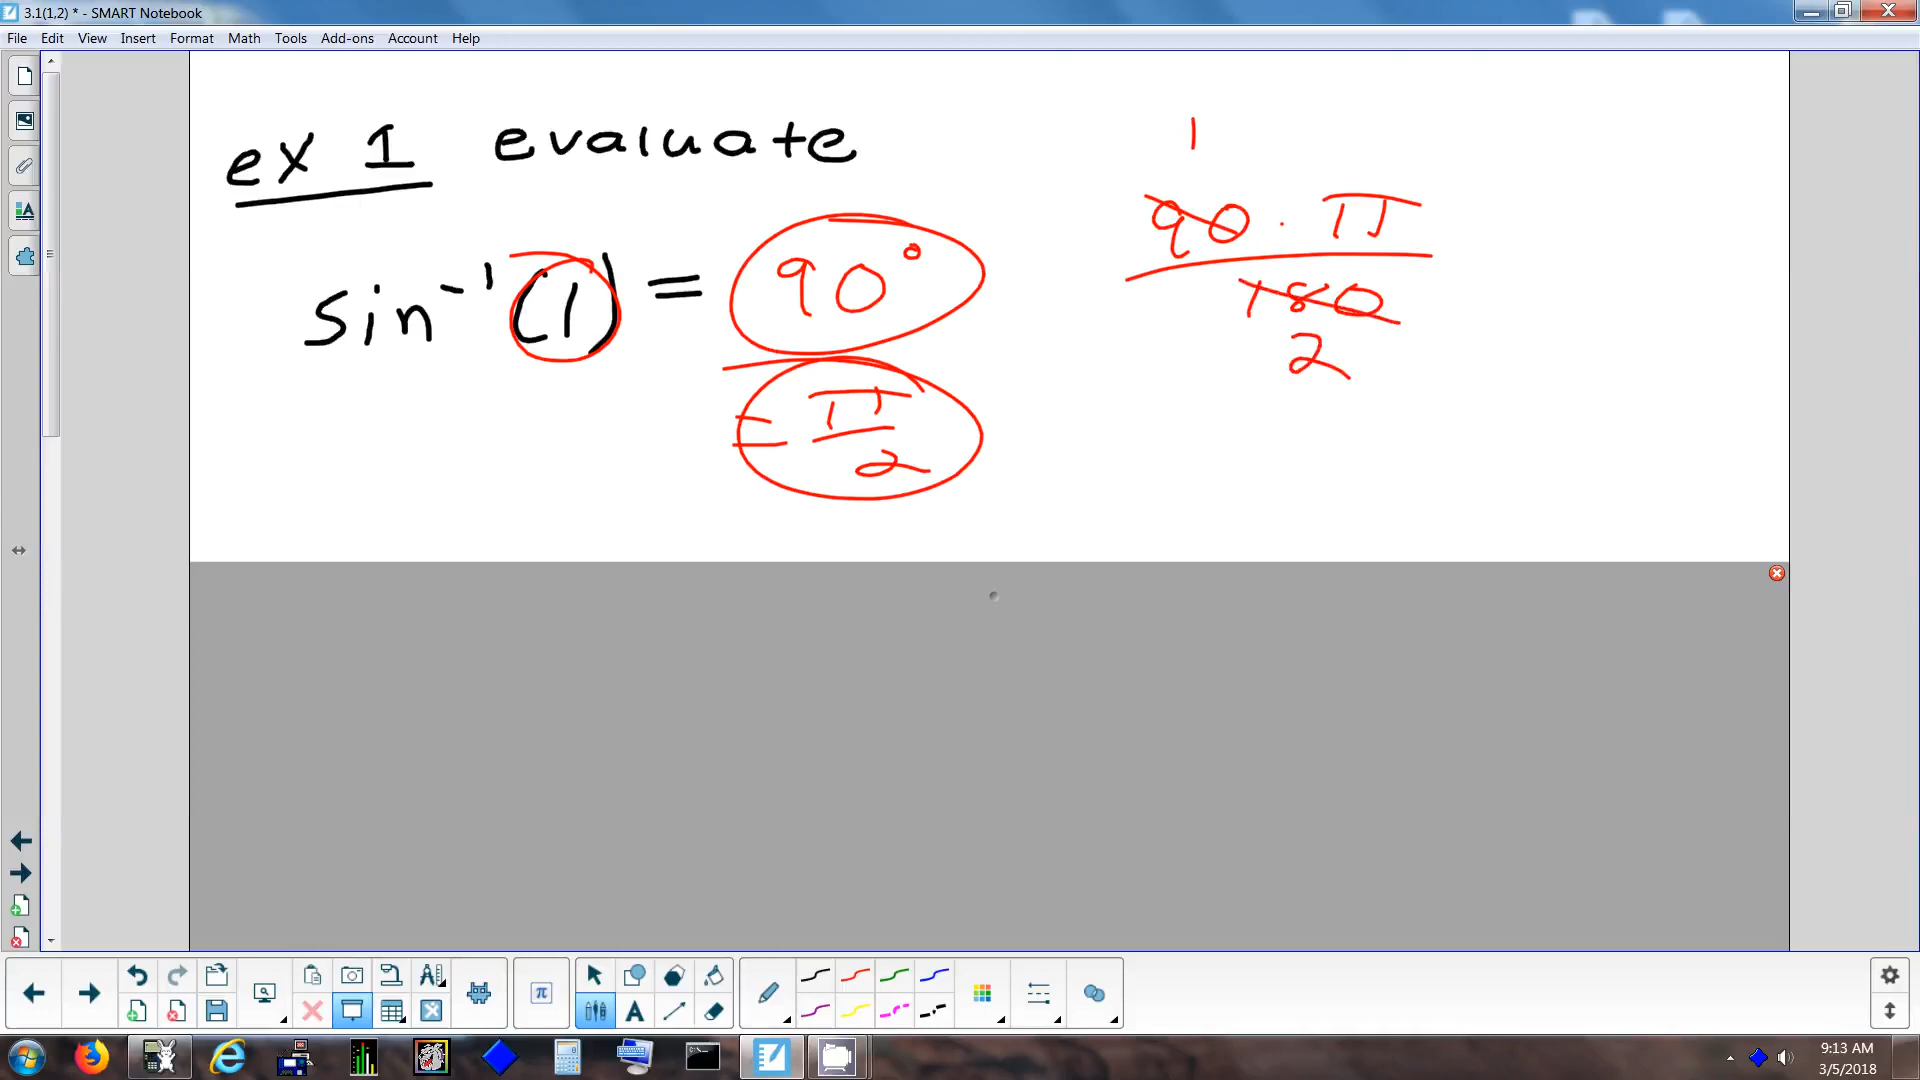 3.1(1,2) * - SMART Notebook
File Edit View Insert Format Math Tools Add-ons Account Help
ex 1 evaluate
sin⁻¹(1) = 90°
= π/2
1
90 · π
180
2
π
A
9:13 AM
3/5/2018